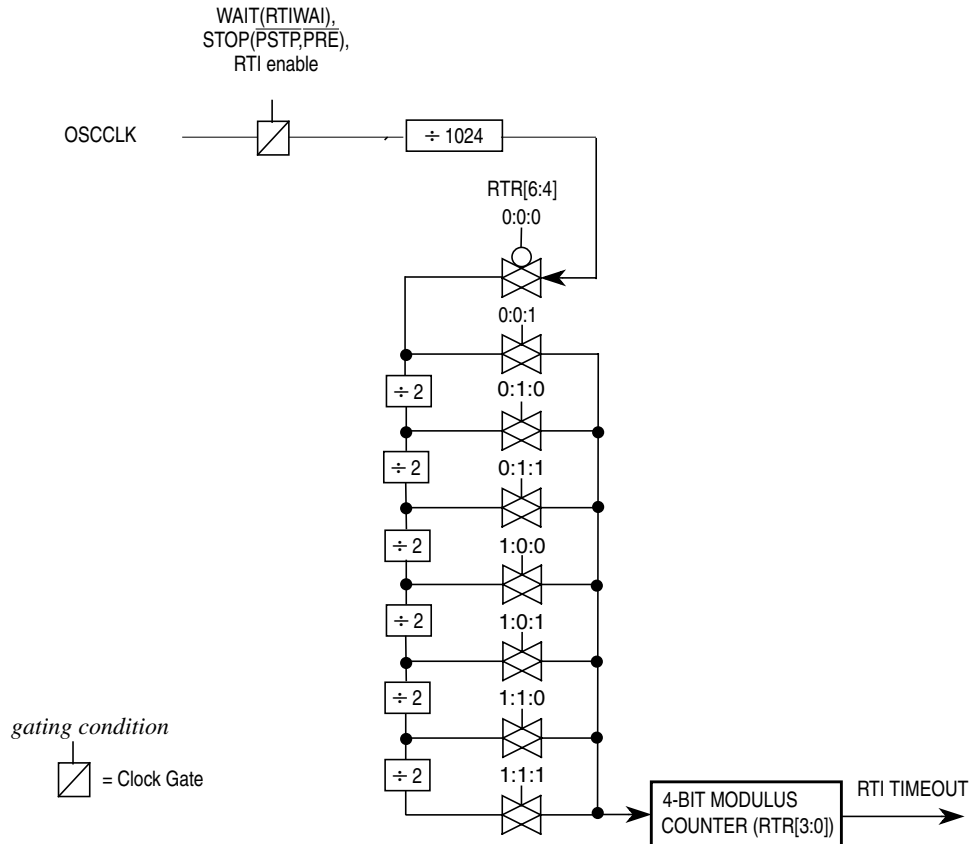 WAIT(RTIWAI),
STOP(PSTP,PRE),
RTI enable
OSCCLK
÷ 1024
RTR[6:4]
0:0:0
0:0:1
÷ 2
0:1:0
÷ 2
0:1:1
÷ 2
1:0:0
÷ 2
1:0:1
÷ 2
1:1:0
÷ 2
1:1:1
gating condition
= Clock Gate
4-BIT MODULUS
COUNTER (RTR[3:0])
RTI TIMEOUT